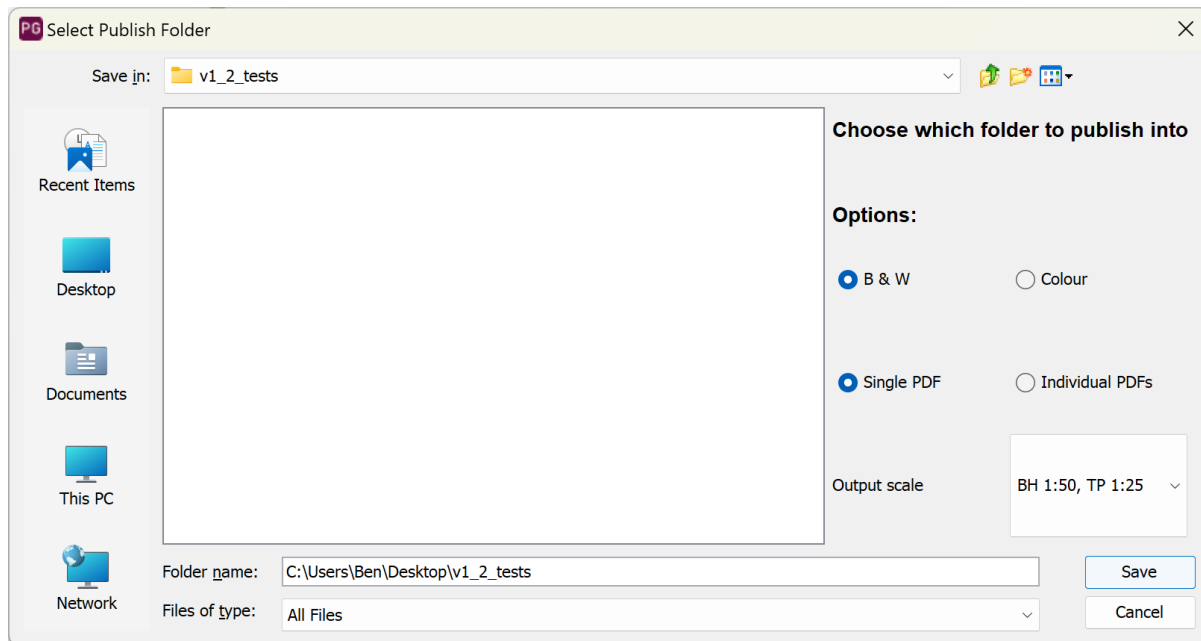 PG Select Publish Folder
Save in: v1_2_tests
Choose which folder to publish into
Recent Items
Options:
Desktop
B & W Colour
Documents
Single PDF Individual PDFs
This PC
Output scale BH 1:50, TP 1:25
Network
Folder name: C:\Users\Ben\Desktop\v1_2_tests Save
Files of type: All Files Cancel